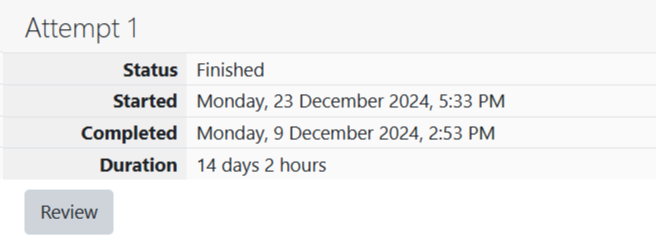 Attempt 1
Status Finished
Started Monday, 23 December 2024, 5:33 PM
Completed Monday, 9 December 2024, 2:53 PM
Duration 14 days 2 hours
Review